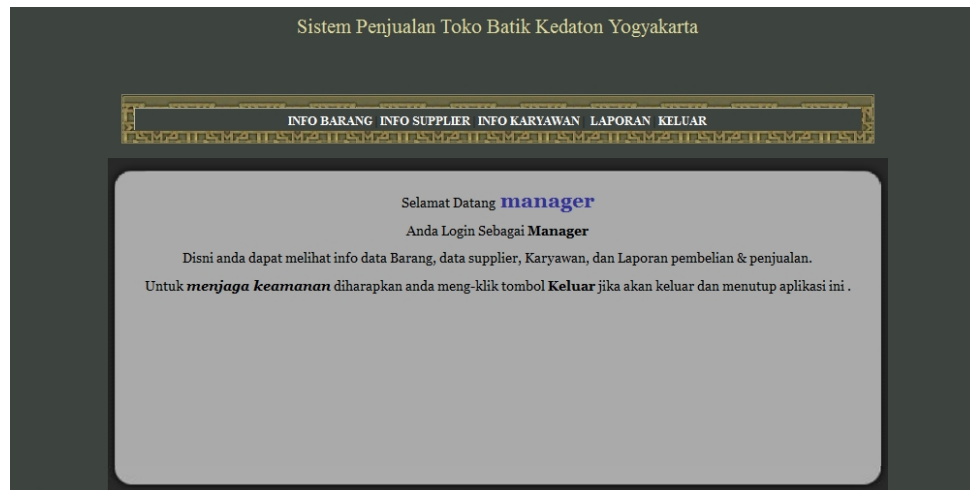 Sistem Penjualan Toko Batik Kedaton Yogyakarta
INFO BARANG INFO SUPPLIER INFO KARYAWAN LAPORAN KELUAR
Selamat Datang manager
Anda Login Sebagai Manager
Disni anda dapat melihat info data Barang, data supplier, Karyawan, dan Laporan pembelian & penjualan.
Untuk menjaga keamanan diharapkan anda meng-klik tombol Keluar jika akan keluar dan menutup aplikasi ini .